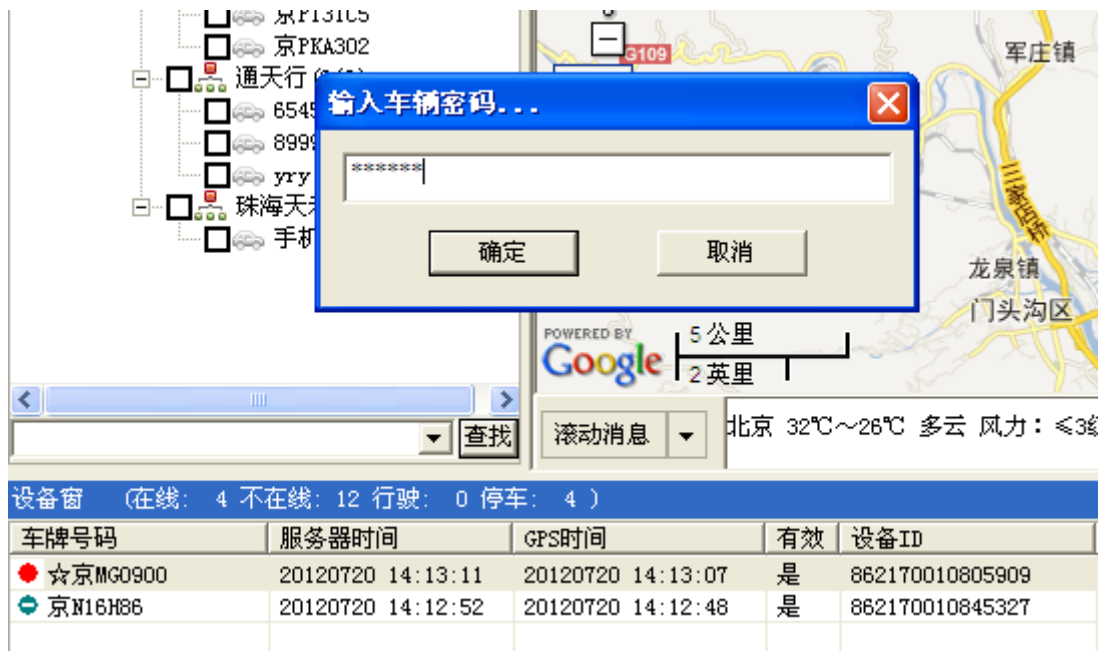 京PKA302
通天行
6545
8999
yry
珠海天
手机
G109
军庄镇
三家店桥
龙泉镇
门头沟区
输入车辆密码...
******
确定
取消
POWERED BY
Google
5 公里
2 英里
查找
滚动消息
北京 32℃~26℃ 多云 风力：≤3级
设备窗 (在线： 4 不在线： 12 行驶： 0 停车： 4 )
车牌号码 服务器时间 GPS时间 有效 设备ID
☆京MG0900 20120720 14:13:11 20120720 14:13:07 是 862170010805909
京N16H86 20120720 14:12:52 20120720 14:12:48 是 862170010845327